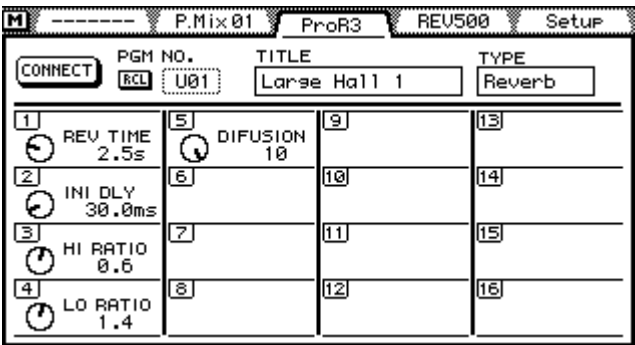 M ------- P.Mix01 ProR3 REV500 Setup
CONNECT PGM NO. TITLE TYPE
RCL U01 Large Hall 1 Reverb
1 REV TIME 5 DIFUSION 9 13
2.5s 10
2 INI DLY 6 10 14
30.0ms
3 HI RATIO 7 11 15
0.6
4 LO RATIO 8 12 16
1.4